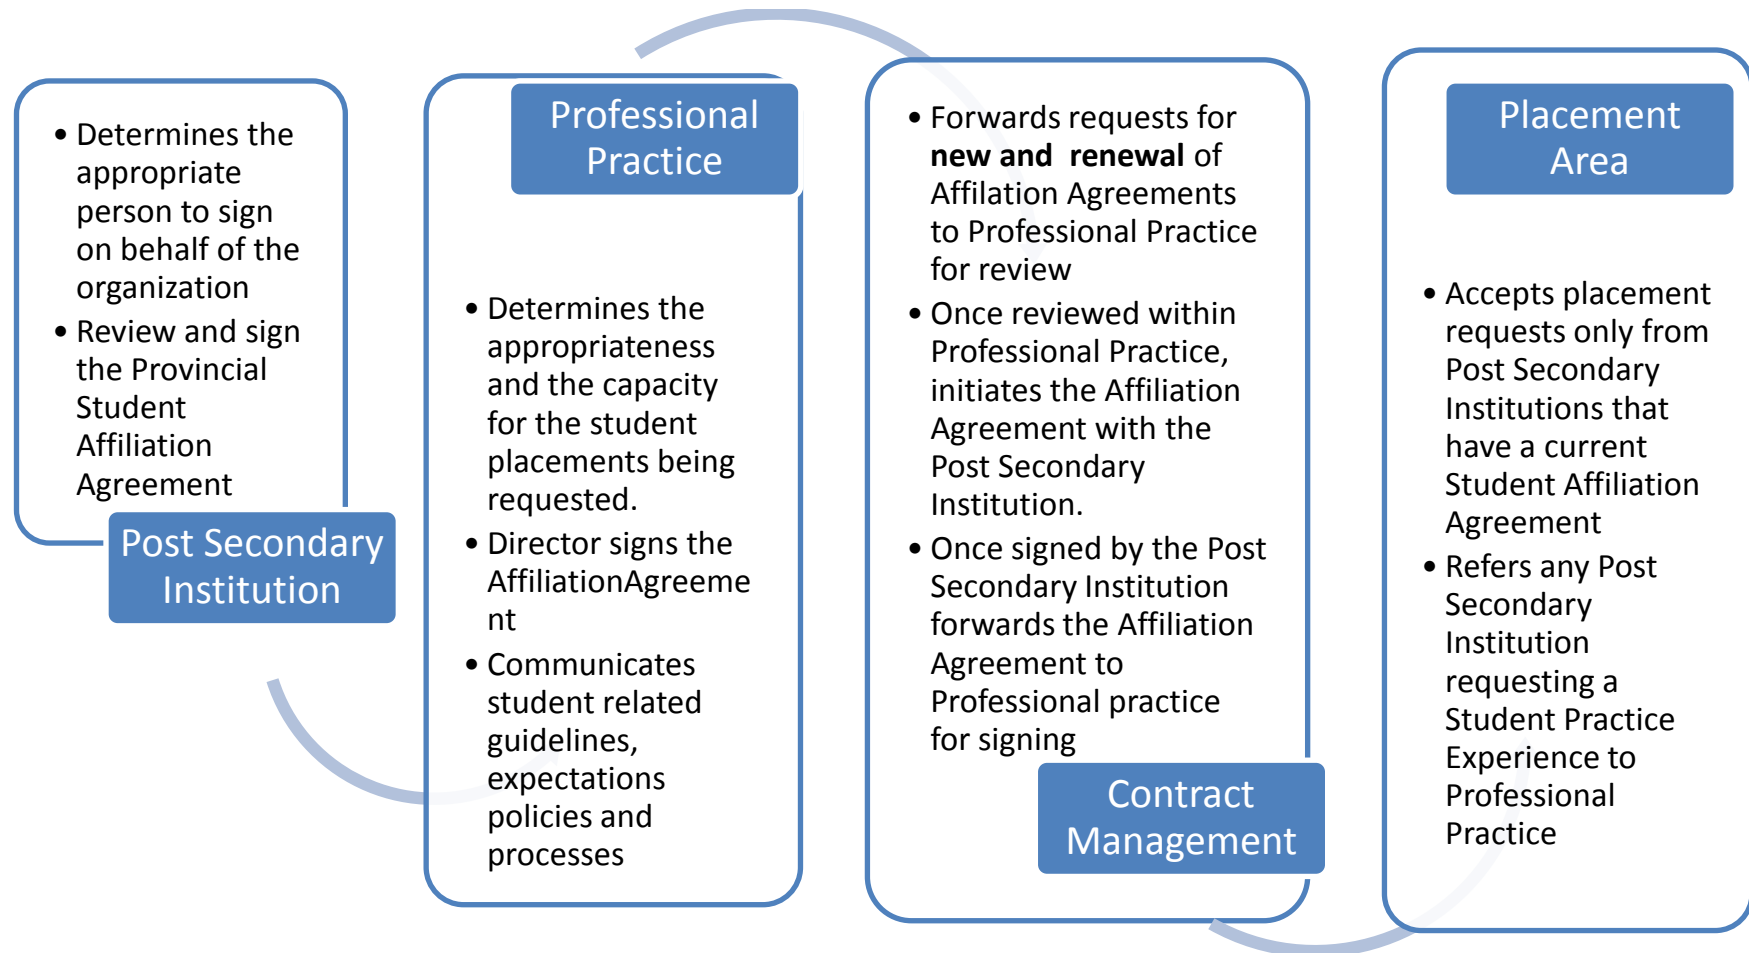 • Determines the
appropriate
person to sign
on behalf of the
organization
• Review and sign
the Provincial
Student
Affiliation
Agreement
Post Secondary
Institution
Professional
Practice
• Determines the
appropriateness
and the capacity
for the student
placements being
requested.
• Director signs the
AffiliationAgreeme
nt
• Communicates
student related
guidelines,
expectations
policies and
processes
• Forwards requests for
new and renewal of
Affilation Agreements
to Professional Practice
for review
• Once reviewed within
Professional Practice,
initiates the Affiliation
Agreement with the
Post Secondary
Institution.
• Once signed by the Post
Secondary Institution
forwards the Affiliation
Agreement to
Professional practice
for signing
Contract
Management
Placement
Area
• Accepts placement
requests only from
Post Secondary
Institutions that
have a current
Student Affiliation
Agreement
• Refers any Post
Secondary
Institution
requesting a
Student Practice
Experience to
Professional
Practice